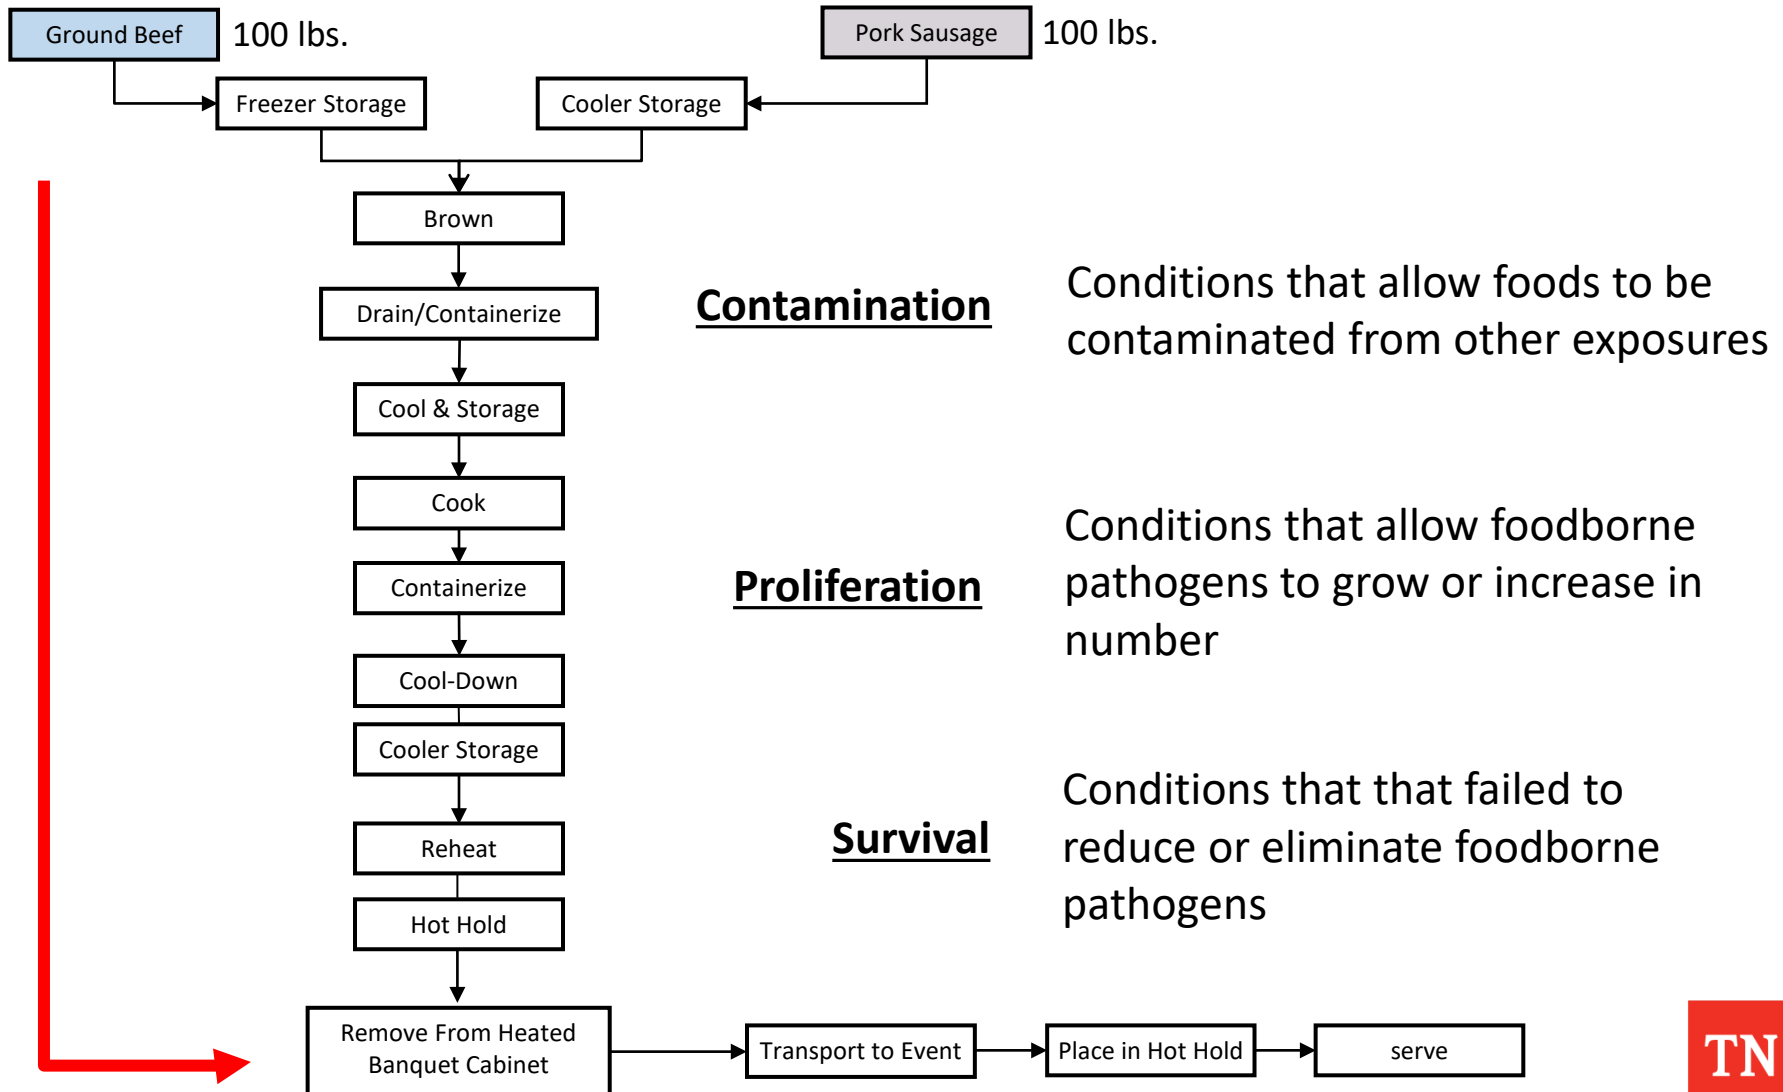 Ground Beef
100 lbs.
Pork Sausage
100 lbs.
Freezer Storage
Cooler Storage
Brown
Drain/Containerize
Contamination
Conditions that allow foods to be
contaminated from other exposures
Cool & Storage
Cook
Containerize
Proliferation
Conditions that allow foodborne
pathogens to grow or increase in
number
Cool-Down
Cooler Storage
Reheat
Survival
Conditions that that failed to
reduce or eliminate foodborne
pathogens
Hot Hold
Remove From Heated
Banquet Cabinet
Transport to Event
Place in Hot Hold
serve
TN